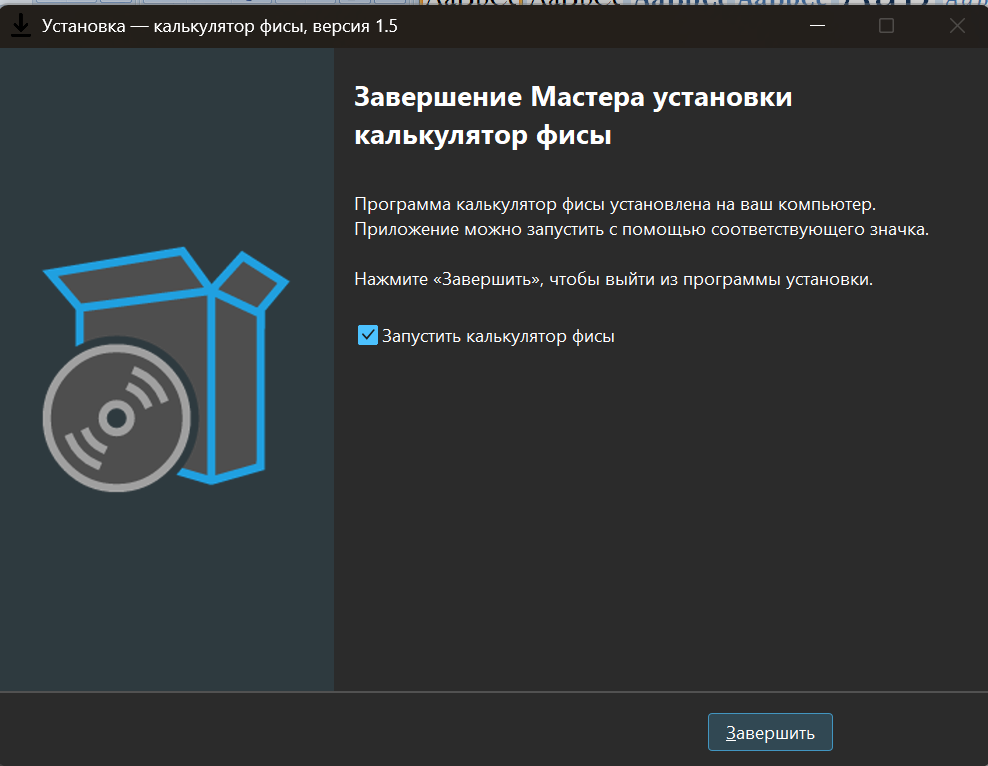 Установка — калькулятор фисы, версия 1.5
Завершение Мастера установки
калькулятор фисы
Программа калькулятор фисы установлена на ваш компьютер.
Приложение можно запустить с помощью соответствующего значка.
Нажмите «Завершить», чтобы выйти из программы установки.
Запустить калькулятор фисы
Завершить